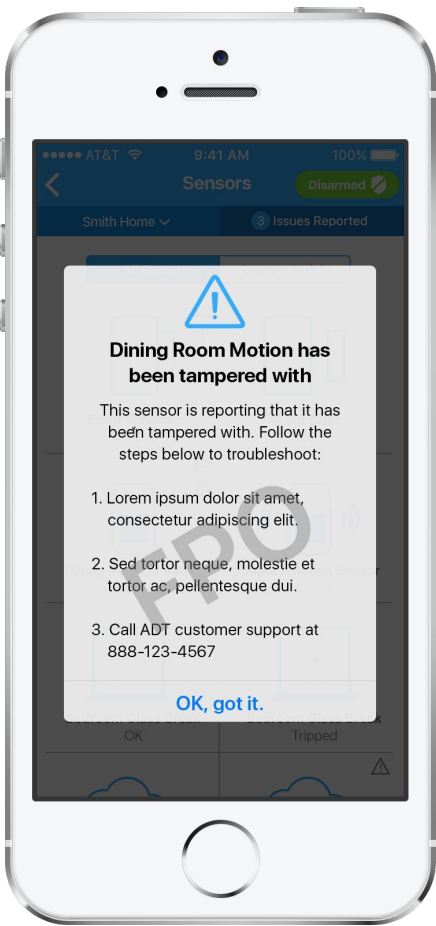 AT&T
9:41 AM
100%
Sensors
Disarmed
Smith Home
3 Issues Reported
Dining Room Motion has
been tampered with
This sensor is reporting that it has
been tampered with. Follow the
steps below to troubleshoot:
1. Lorem ipsum dolor sit amet,
consectetur adipiscing elit.
2. Sed tortor neque, molestie et
tortor ac, pellentesque dui.
3. Call ADT customer support at
888-123-4567
FPO
OK, got it.
OK
Tripped